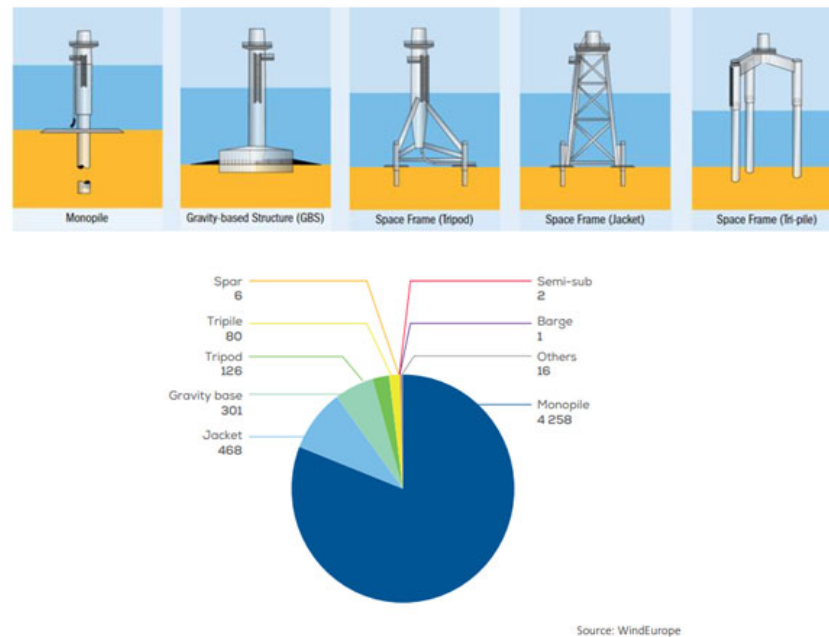 Monopile
Gravity-based Structure (GBS)
Space Frame (Tripod)
Space Frame (Jacket)
Space Frame (Tri-pile)
Spar
6
Tripile
80
Tripod
126
Gravity base
301
Jacket
468
Semi-sub
2
Barge
1
Others
16
Monopile
4 258
Source: WindEurope